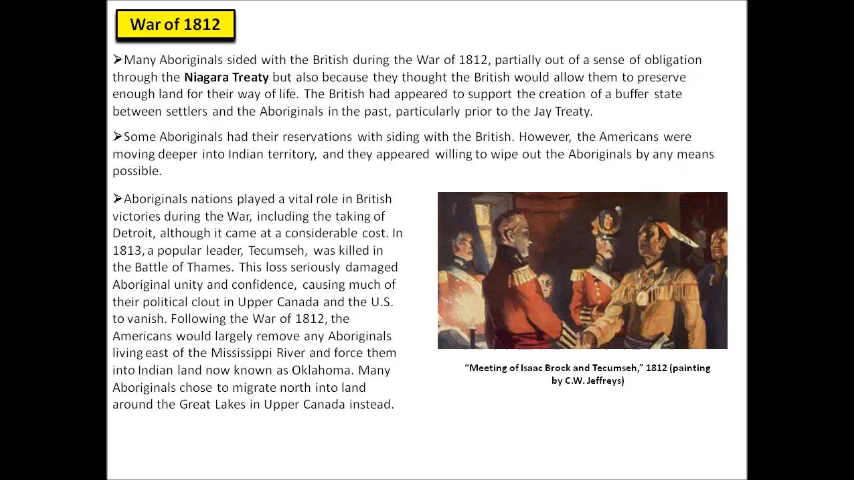 War of 1812
➢Many Aboriginals sided with the British during the War of 1812, partially out of a sense of obligation
through the Niagara Treaty but also because they thought the British would allow them to preserve
enough land for their way of life. The British had appeared to support the creation of a buffer state
between settlers and the Aboriginals in the past, particularly prior to the Jay Treaty.
➢Some Aboriginals had their reservations with siding with the British. However, the Americans were
moving deeper into Indian territory, and they appeared willing to wipe out the Aboriginals by any means
possible.
➢Aboriginals nations played a vital role in British
victories during the War, including the taking of
Detroit, although it came at a considerable cost. In
1813, a popular leader, Tecumseh, was killed in
the Battle of Thames. This loss seriously damaged
Aboriginal unity and confidence, causing much of
their political clout in Upper Canada and the U.S.
to vanish. Following the War of 1812, the
Americans would largely remove any Aboriginals
living east of the Mississippi River and force them
into Indian land now known as Oklahoma. Many
Aboriginals chose to migrate north into land
around the Great Lakes in Upper Canada instead.
"Meeting of Isaac Brock and Tecumseh," 1812 (painting
by C.W. Jeffreys)